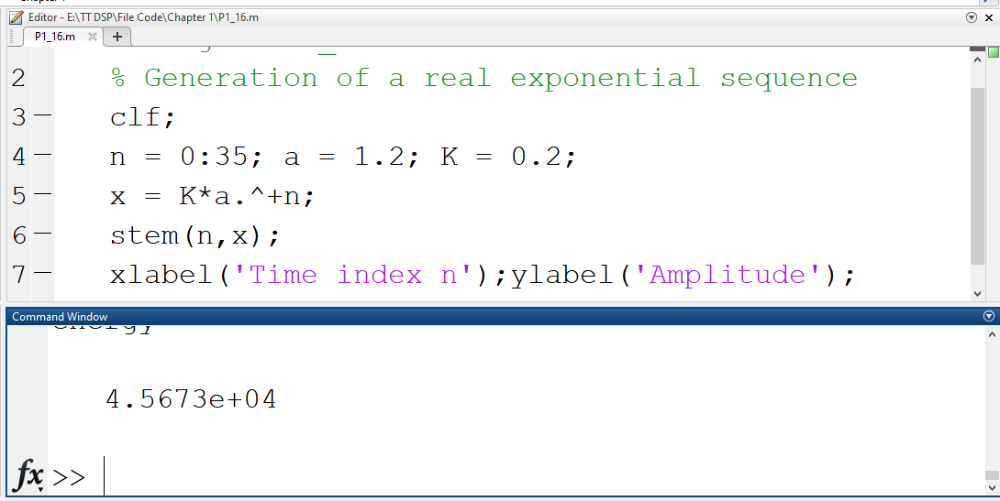 Editor - E:\TT DSP\File Code\Chapter 1\P1_16.m
P1_16.m
2 % Generation of a real exponential sequence
3 clf;
4 n = 0:35; a = 1.2; K = 0.2;
5 x = K*a.^+n;
6 stem(n,x);
7 xlabel('Time index n');ylabel('Amplitude');
Command Window
energy
4.5673e+04
fx >>